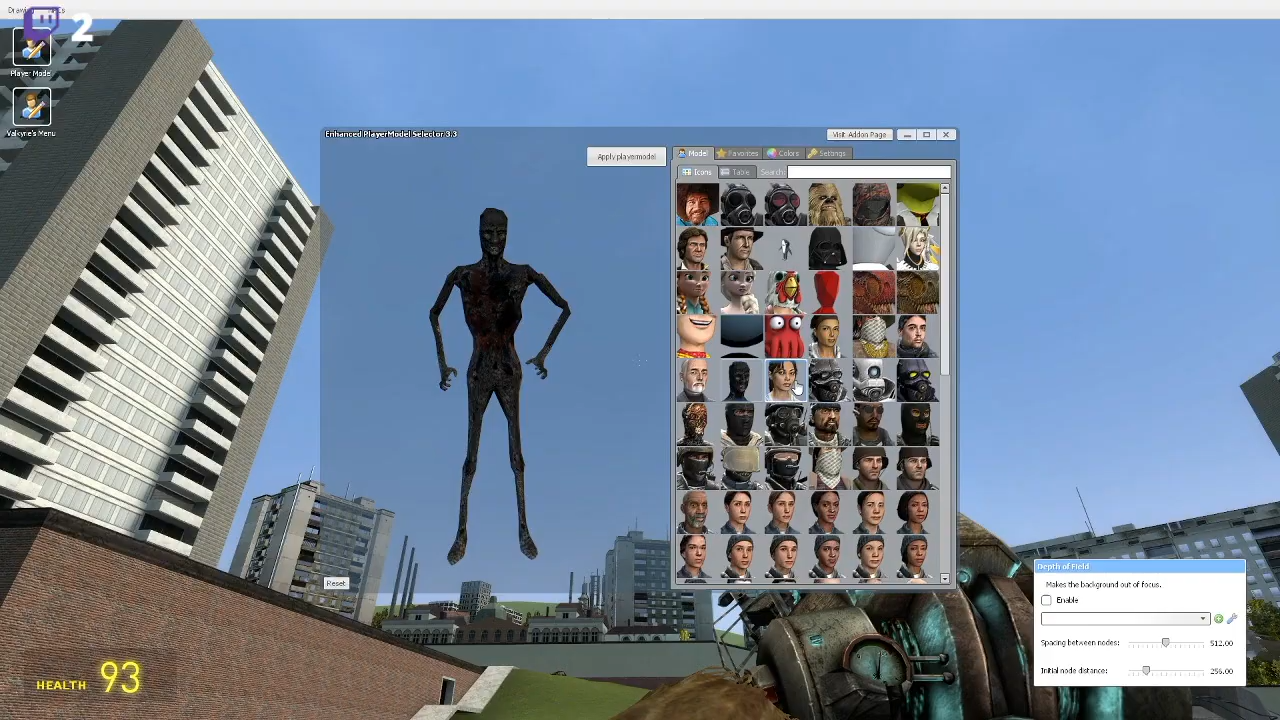 2
Player Mode
Valkyrie's Menu
Enhanced PlayerModel Selector 3.3
Visit Addon Page
Apply playermodel
Model
Favorites
Colors
Settings
Icons
Table
Search:
Reset
Depth of Field
Makes the background out of focus.
Enable
Spacing between nodes:
512.00
Initial node distance:
256.00
HEALTH 93